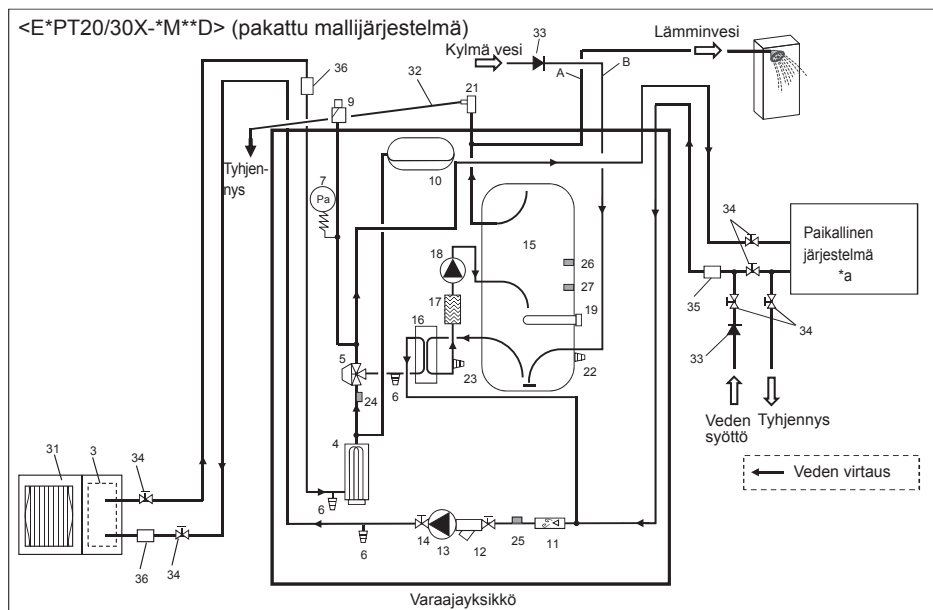 <E*PT20/30X-*M**D> (pakattu mallijärjestelmä)
Kylmä vesi
33
B
A
Lämminvesi
36
32
21
9
Tyhjen-
nys
7
Pa
10
34
Paikallinen
järjestelmä
*a
15
18
26
27
17
19
16
35
34
33
5
6
23
22
24
4
Veden
syöttö
Tyhjennys
31
3
34
6
Veden virtaus
36
34
6
14
13
12
25
11
Varaajayksikkö